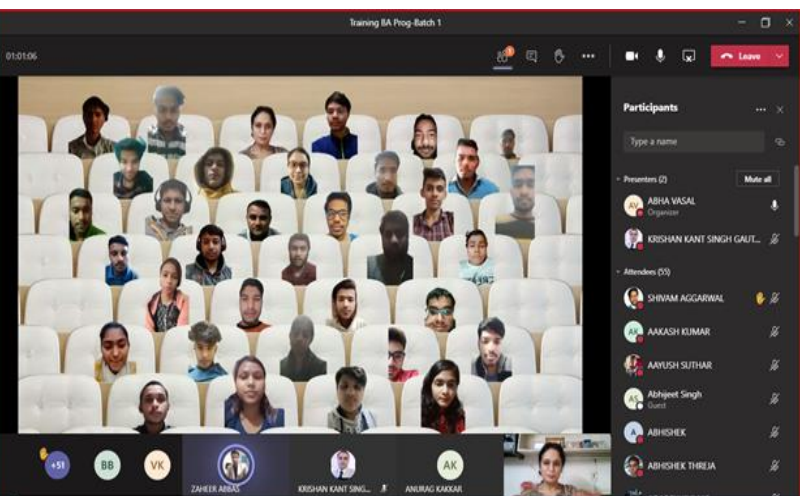 Training BA Prog-Batch 1
01:01:06
1
Leave
Participants
Type a name
Presenters (2)
Mute all
AV
ABHA VASAL
Organizer
KRISHAN KANT SINGH GAUT...
Attendees (55)
SHIVAM AGGARWAL
AK
AAKASH KUMAR
AAYUSH SUTHAR
AS
Abhijeet Singh
Guest
A
ABHISHEK
ABHISHEK THREJA
+51
BB
VK
ZAHEER ABBAS
KRISHAN KANT SING...
AK
ANURAG KAKKAR